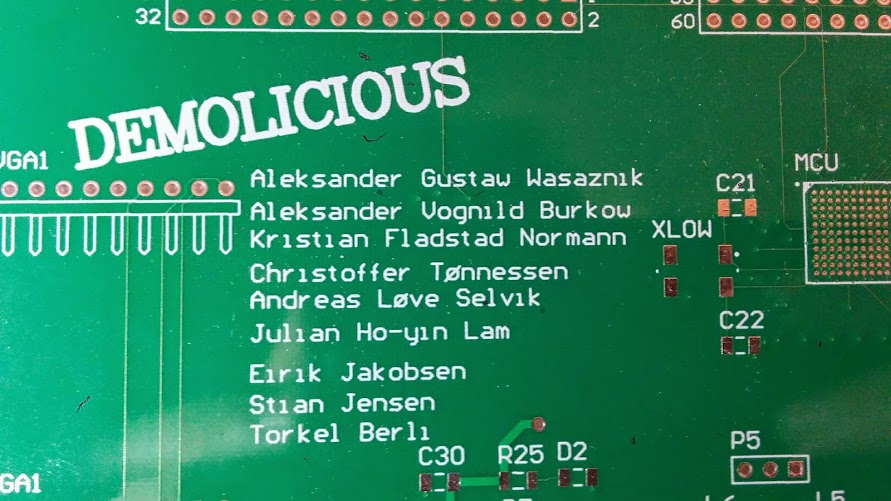 32
2
60
DEMOLICIOUS
VGA1
Aleksander Gustaw Wasaznik
MCU
C21
Aleksander Vognild Burkow
XLOW
Kristian Fladstad Normann
Christoffer Tønnessen
Andreas Løve Selvik
C22
Julian Ho-yin Lam
Eirik Jakobsen
Stian Jensen
Torkel Berli
P5
C30
R25
D2
GA1
L5